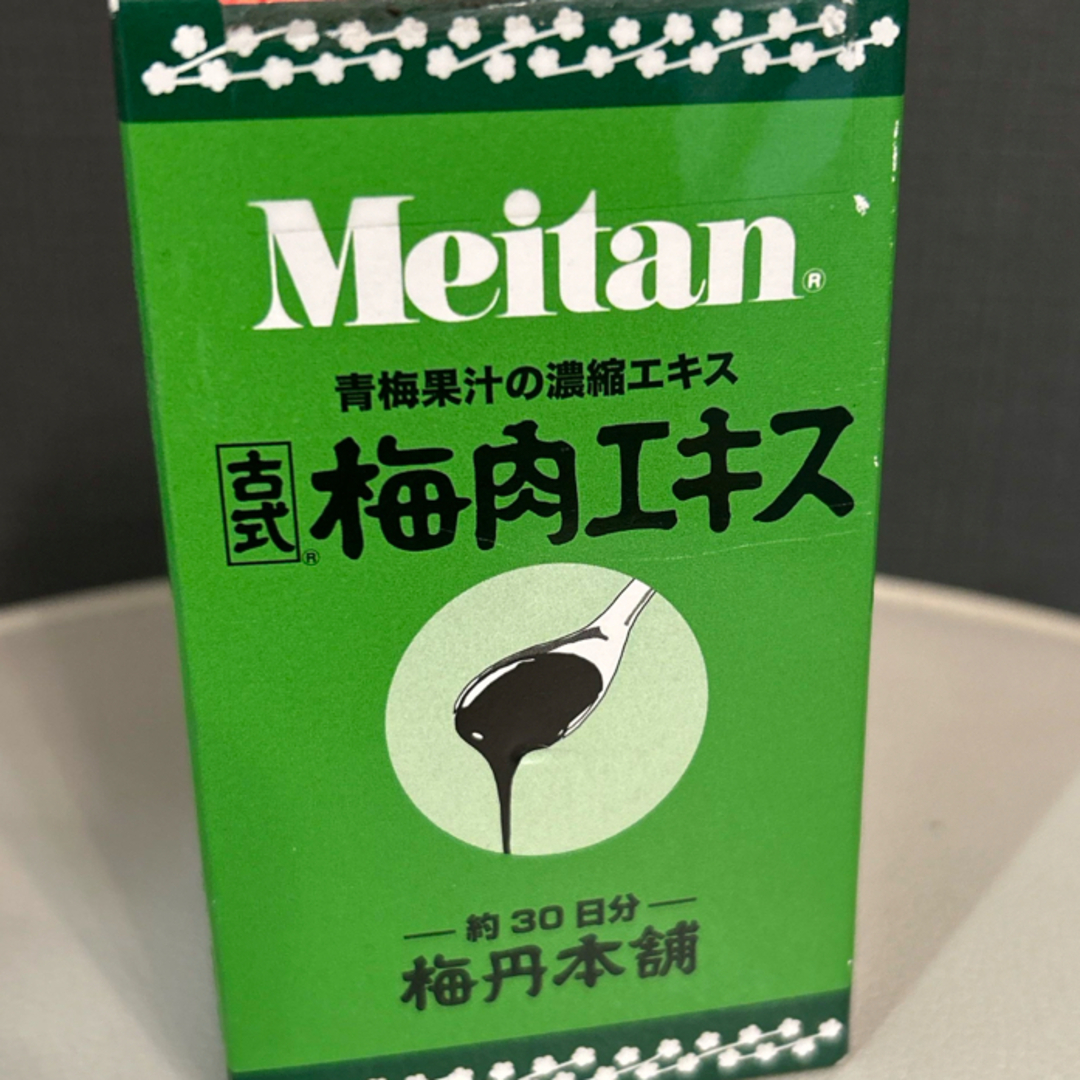 Meitan®
青梅果汁の濃縮エキス
古式® 梅肉エキス
約30日分
梅丹本舗